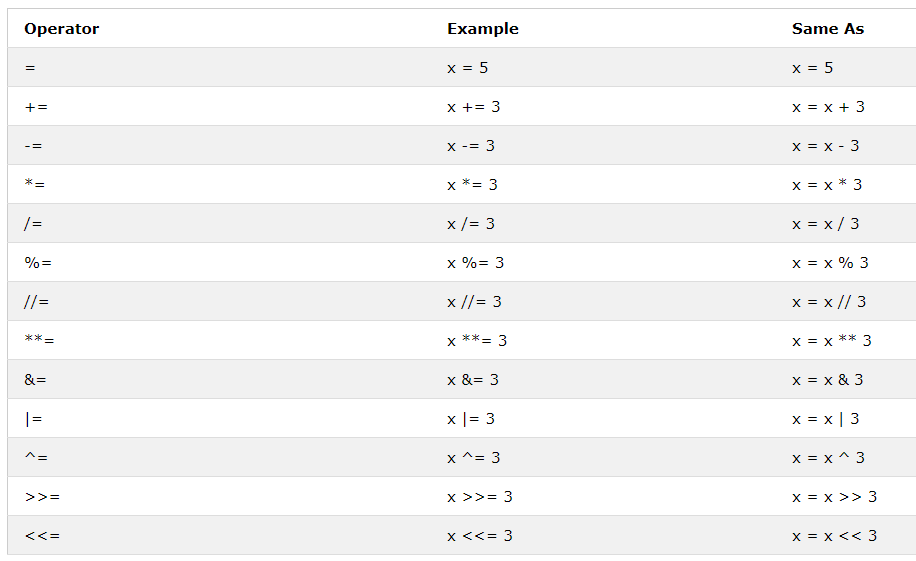 Operator Example Same As
= x = 5 x = 5
+= x += 3 x = x + 3
-= x -= 3 x = x - 3
*= x *= 3 x = x * 3
/= x /= 3 x = x / 3
%= x %= 3 x = x % 3
//= x //= 3 x = x // 3
**= x **= 3 x = x ** 3
&= x &= 3 x = x & 3
|= x |= 3 x = x | 3
^= x ^= 3 x = x ^ 3
>>= x >>= 3 x = x >> 3
<<= x <<= 3 x = x << 3